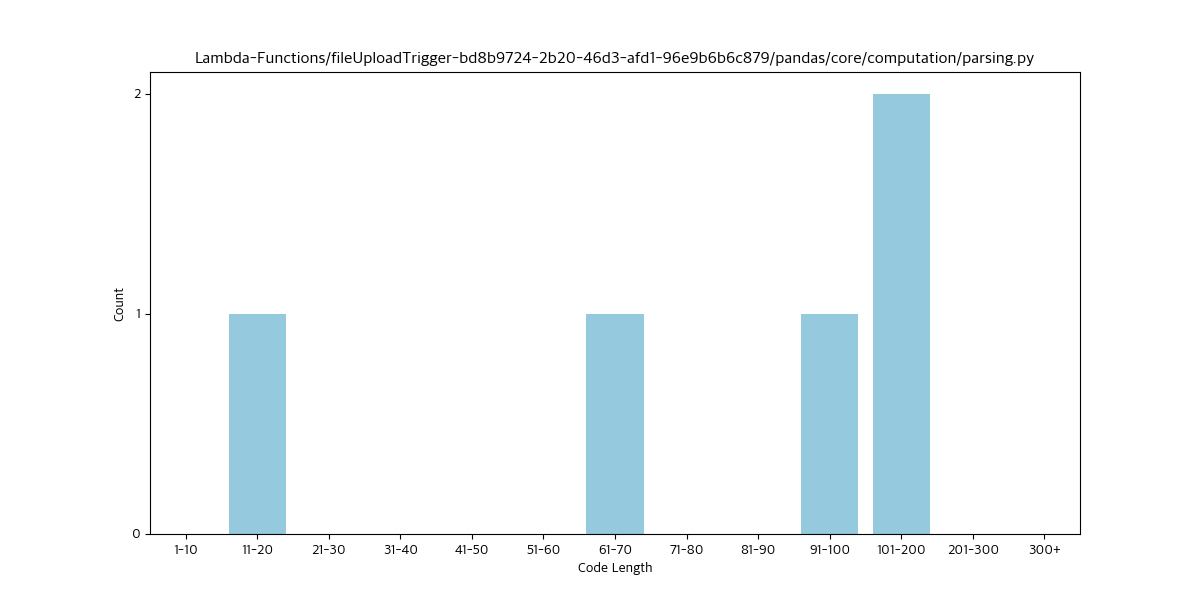 Lambda-Functions/fileUploadTrigger-bd8b9724-2b20-46d3-afd1-96e9b6b6c879/pandas/core/computation/parsing.py
2
1
0
Count
1-10 11-20 21-30 31-40 41-50 51-60 61-70 71-80 81-90 91-100 101-200 201-300 300+
Code Length